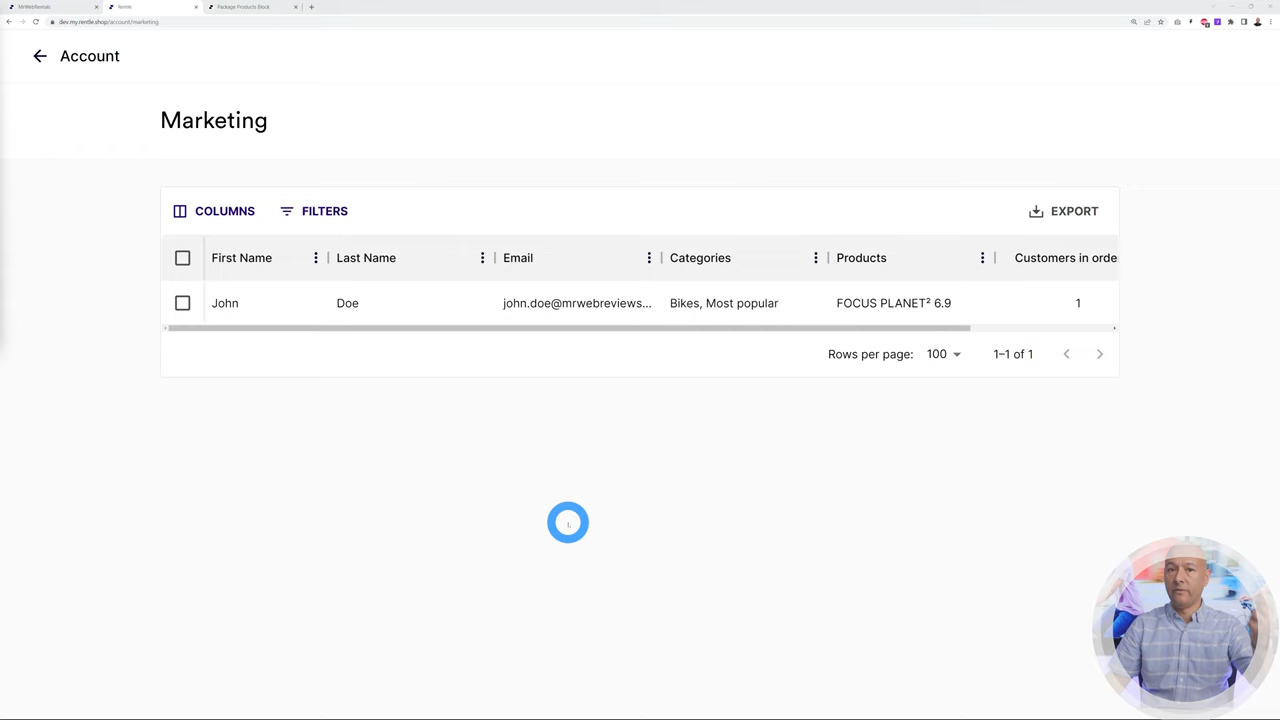 MrWebRentals
Rentle
Package Products Block
dev.my.rentle.shop/account/marketing
Account
Marketing
COLUMNS
FILTERS
EXPORT
First Name
Last Name
Email
Categories
Products
Customers in orde
John
Doe
john.doe@mrwebreviews...
Bikes, Most popular
FOCUS PLANET² 6.9
1
Rows per page:
100
1–1 of 1